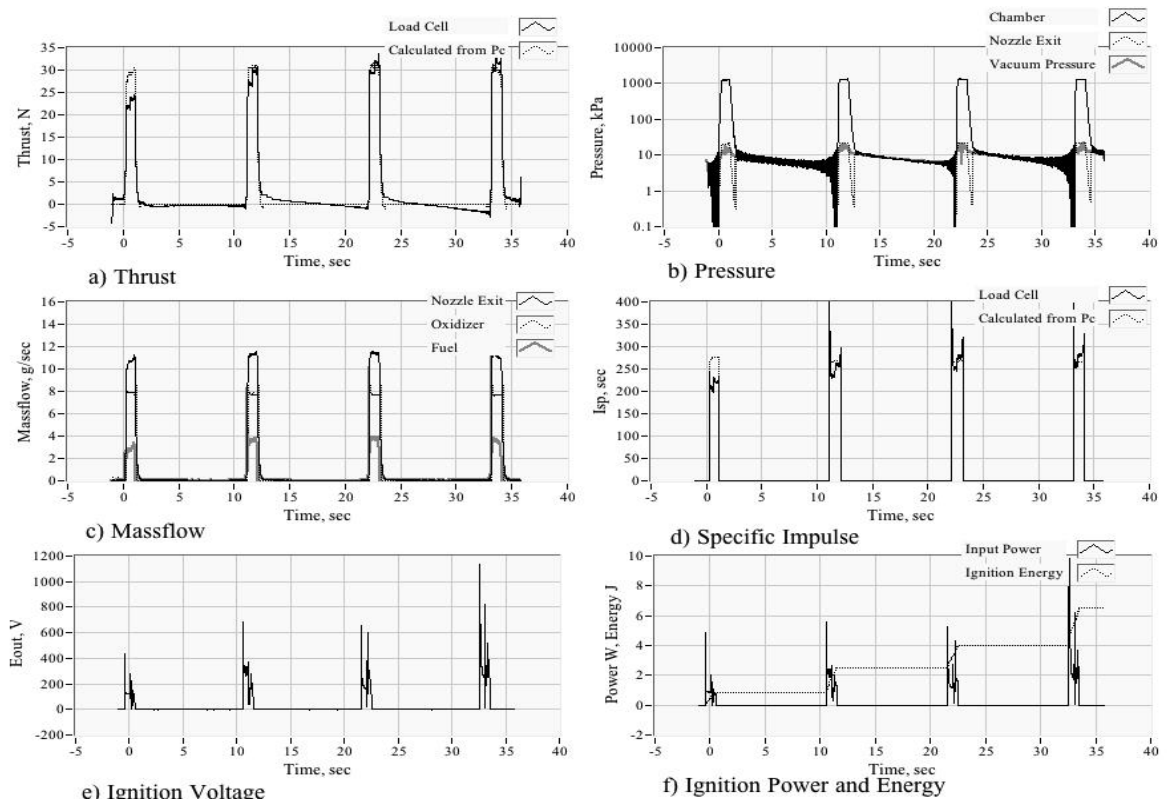 Load Cell
Calculated from Pc
Thrust, N
35
30
25
20
15
10
5
0
-5
-5 0 5 10 15 20 25 30 35 40
Time, sec
a) Thrust
Chamber
Nozzle Exit
Vacuum Pressure
Pressure, kPa
10000
1000
100
10
1
0.1
-5 0 5 10 15 20 25 30 35 40
Time, sec
b) Pressure
Nozzle Exit
Oxidizer
Fuel
Massflow, g/sec
16
14
12
10
8
6
4
2
0
-5 0 5 10 15 20 25 30 35 40
Time, sec
c) Massflow
Load Cell
Calculated from Pc
Isp, sec
400
350
300
250
200
150
100
50
0
-5 0 5 10 15 20 25 30 35 40
Time, sec
d) Specific Impulse
Eout, V
1200
1000
800
600
400
200
0
-200
-5 0 5 10 15 20 25 30 35 40
Time, sec
e) Ignition Voltage
Input Power
Ignition Energy
Power W, Energy J
10
8
6
4
2
0
-2
-5 0 5 10 15 20 25 30 35 40
Time, sec
f) Ignition Power and Energy